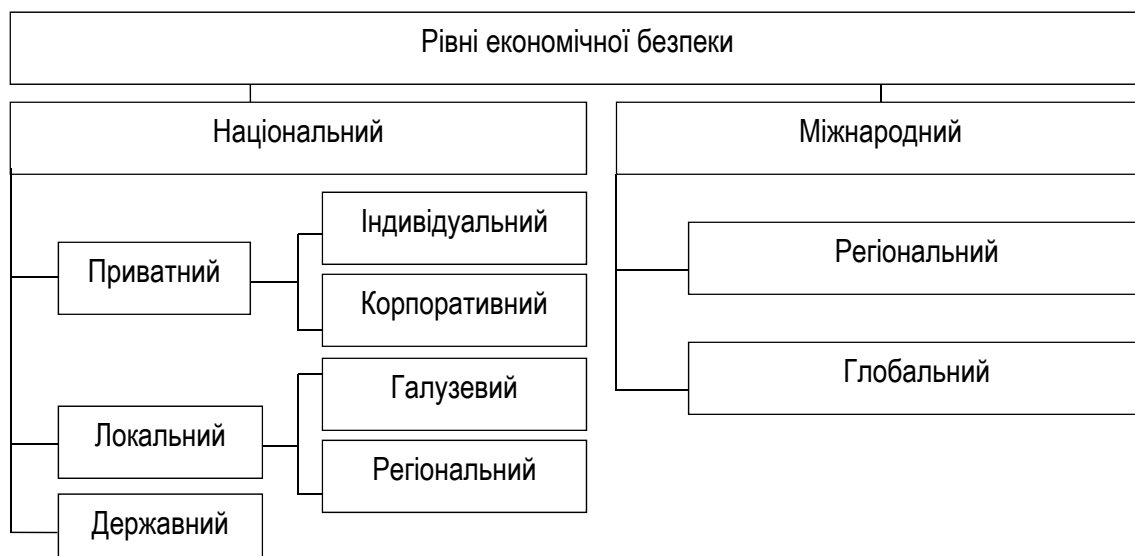 Рівні економічної безпеки
Національний
Міжнародний
Приватний
Індивідуальний
Корпоративний
Локальний
Галузевий
Регіональний
Державний
Регіональний
Глобальний